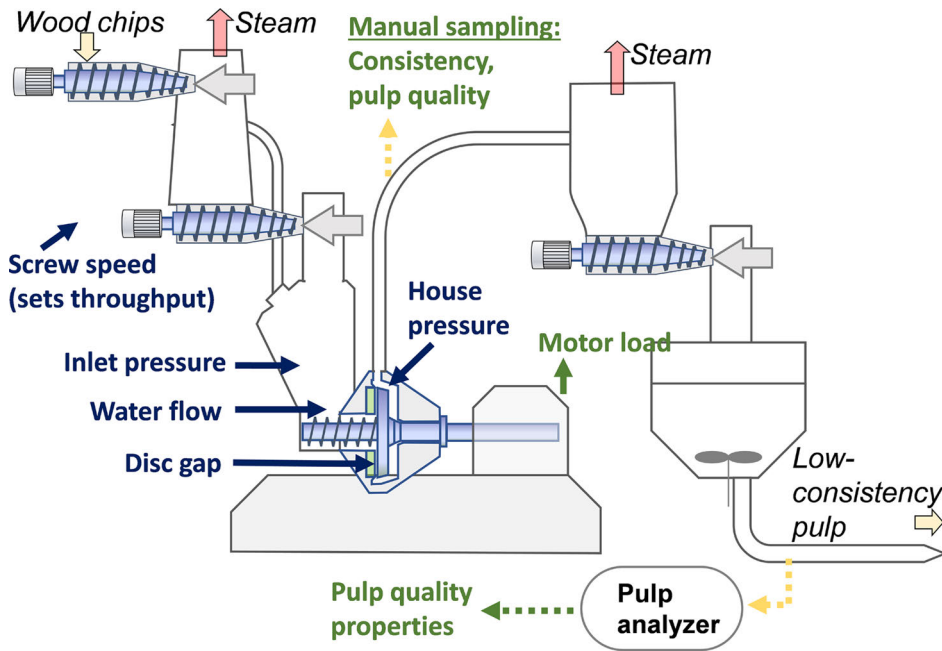 Wood chips
Steam
Manual sampling:
Consistency,
pulp quality
Steam
Screw speed
(sets throughput)
House
pressure
Inlet pressure
Motor load
Water flow
Disc gap
Low-
consistency
pulp
Pulp quality
properties
Pulp
analyzer